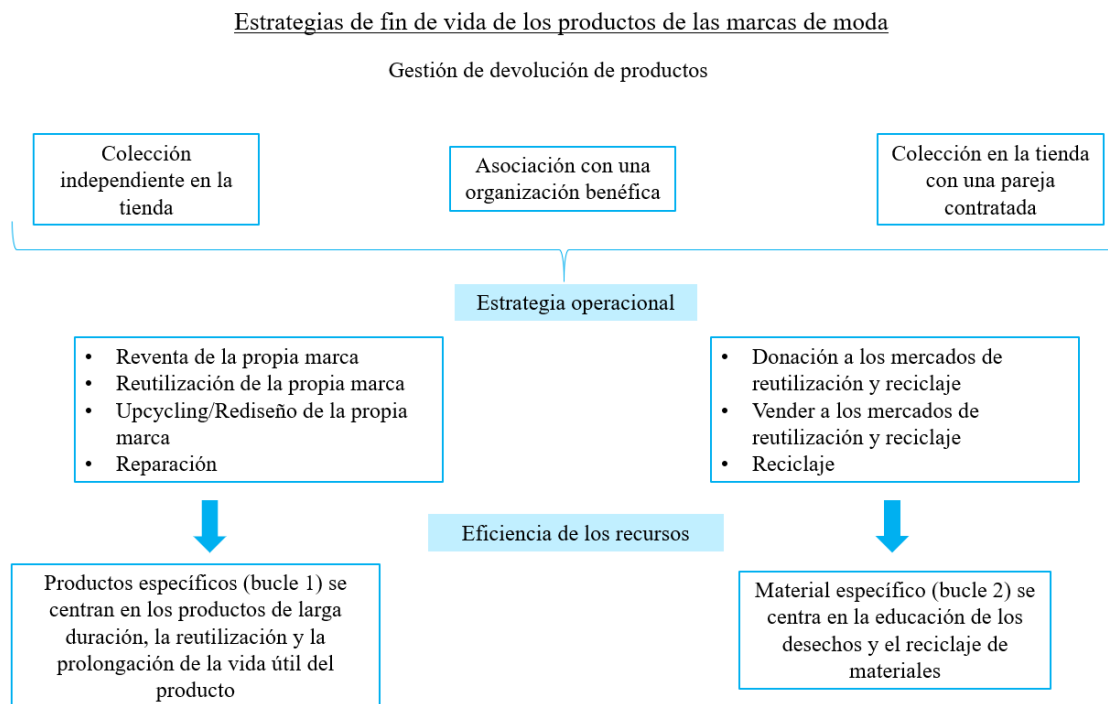 Estrategias de fin de vida de los productos de las marcas de moda
Gestión de devolución de productos
Colección
independiente en la
tienda
Asociación con una
organización benéfica
Colección en la tienda
con una pareja
contratada
Estrategia operacional
• Reventa de la propia marca
• Reutilización de la propia marca
• Upcycling/Rediseño de la propia
marca
• Reparación
• Donación a los mercados de
reutilización y reciclaje
• Vender a los mercados de
reutilización y reciclaje
• Reciclaje
Eficiencia de los recursos
Productos específicos (bucle 1) se
centran en los productos de larga
duración, la reutilización y la
prolongación de la vida útil del
producto
Material específico (bucle 2) se
centra en la educación de los
desechos y el reciclaje de
materiales